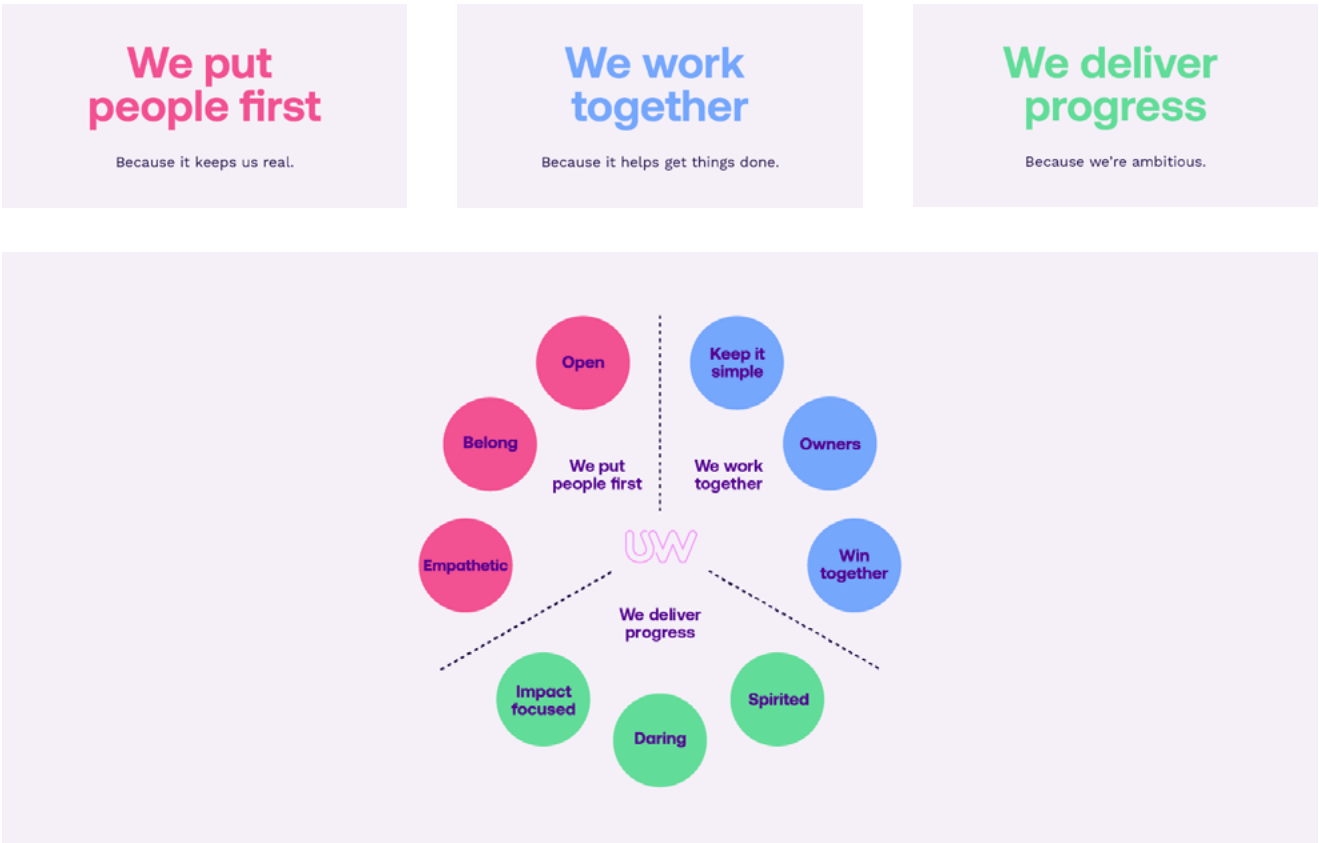 We put
people first
Because it keeps us real.
We work
together
Because it helps get things done.
We deliver
progress
Because we're ambitious.
Open
Belong
Empathetic
We put
people first
Keep it
simple
Owners
Win
together
We work
together
UW
We deliver
progress
Impact
focused
Daring
Spirited